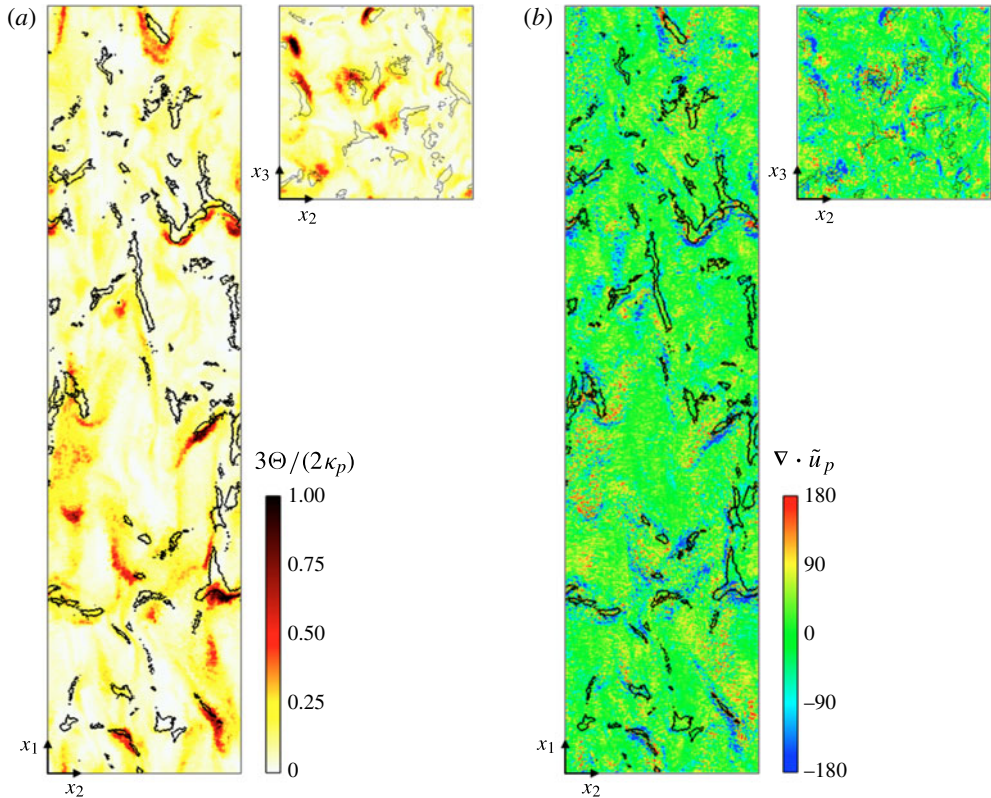 (a)
x3
x2
3Θ/(2κp)
1.00
0.75
0.50
0.25
0
x1
x2
(b)
x3
x2
∇ · ũp
180
90
0
–90
–180
x1
x2